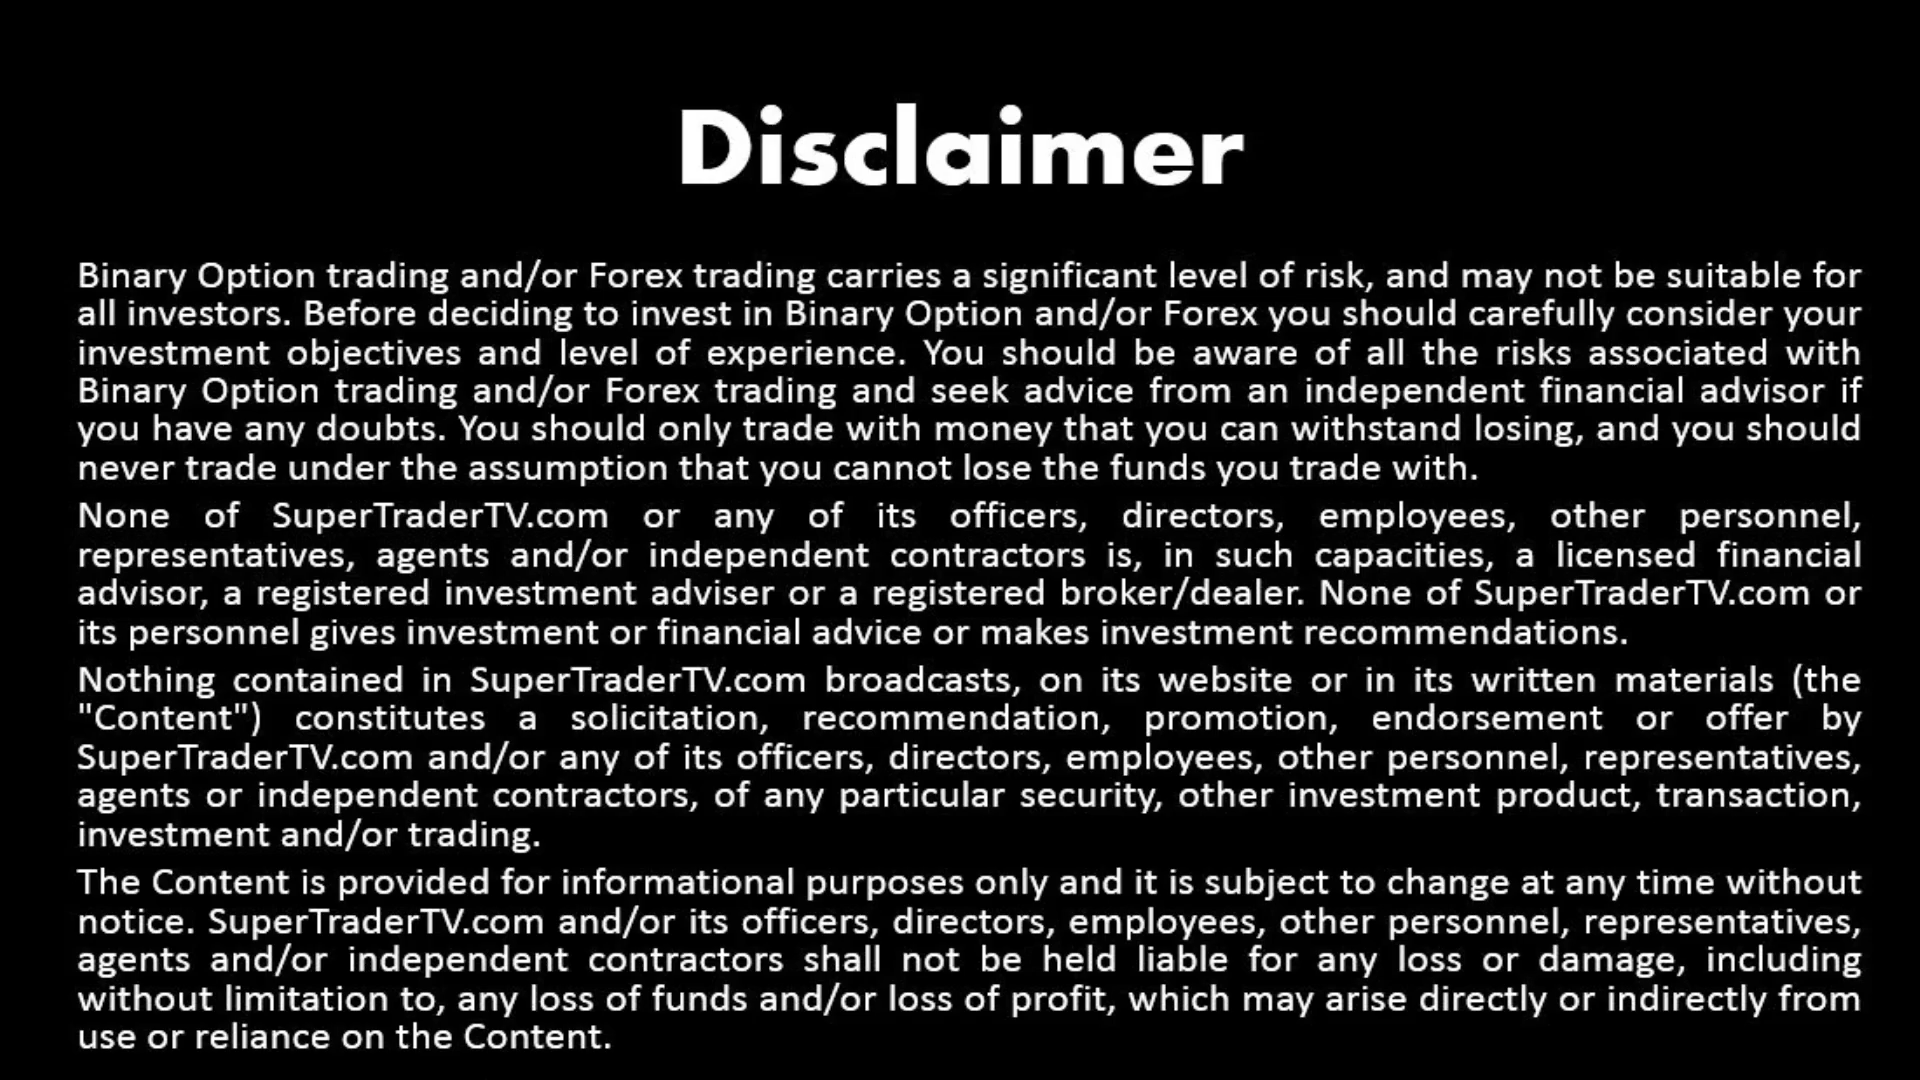 Disclaimer
Binary Option trading and/or Forex trading carries a significant level of risk, and may not be suitable for
all investors. Before deciding to invest in Binary Option and/or Forex you should carefully consider your
investment objectives and level of experience. You should be aware of all the risks associated with
Binary Option trading and/or Forex trading and seek advice from an independent financial advisor if
you have any doubts. You should only trade with money that you can withstand losing, and you should
never trade under the assumption that you cannot lose the funds you trade with.
None of SuperTraderTV.com or any of its officers, directors, employees, other personnel,
representatives, agents and/or independent contractors is, in such capacities, a licensed financial
advisor, a registered investment adviser or a registered broker/dealer. None of SuperTraderTV.com or
its personnel gives investment or financial advice or makes investment recommendations.
Nothing contained in SuperTraderTV.com broadcasts, on its website or in its written materials (the
"Content") constitutes a solicitation, recommendation, promotion, endorsement or offer by
SuperTraderTV.com and/or any of its officers, directors, employees, other personnel, representatives,
agents or independent contractors, of any particular security, other investment product, transaction,
investment and/or trading.
The Content is provided for informational purposes only and it is subject to change at any time without
notice. SuperTraderTV.com and/or its officers, directors, employees, other personnel, representatives,
agents and/or independent contractors shall not be held liable for any loss or damage, including
without limitation to, any loss of funds and/or loss of profit, which may arise directly or indirectly from
use or reliance on the Content.